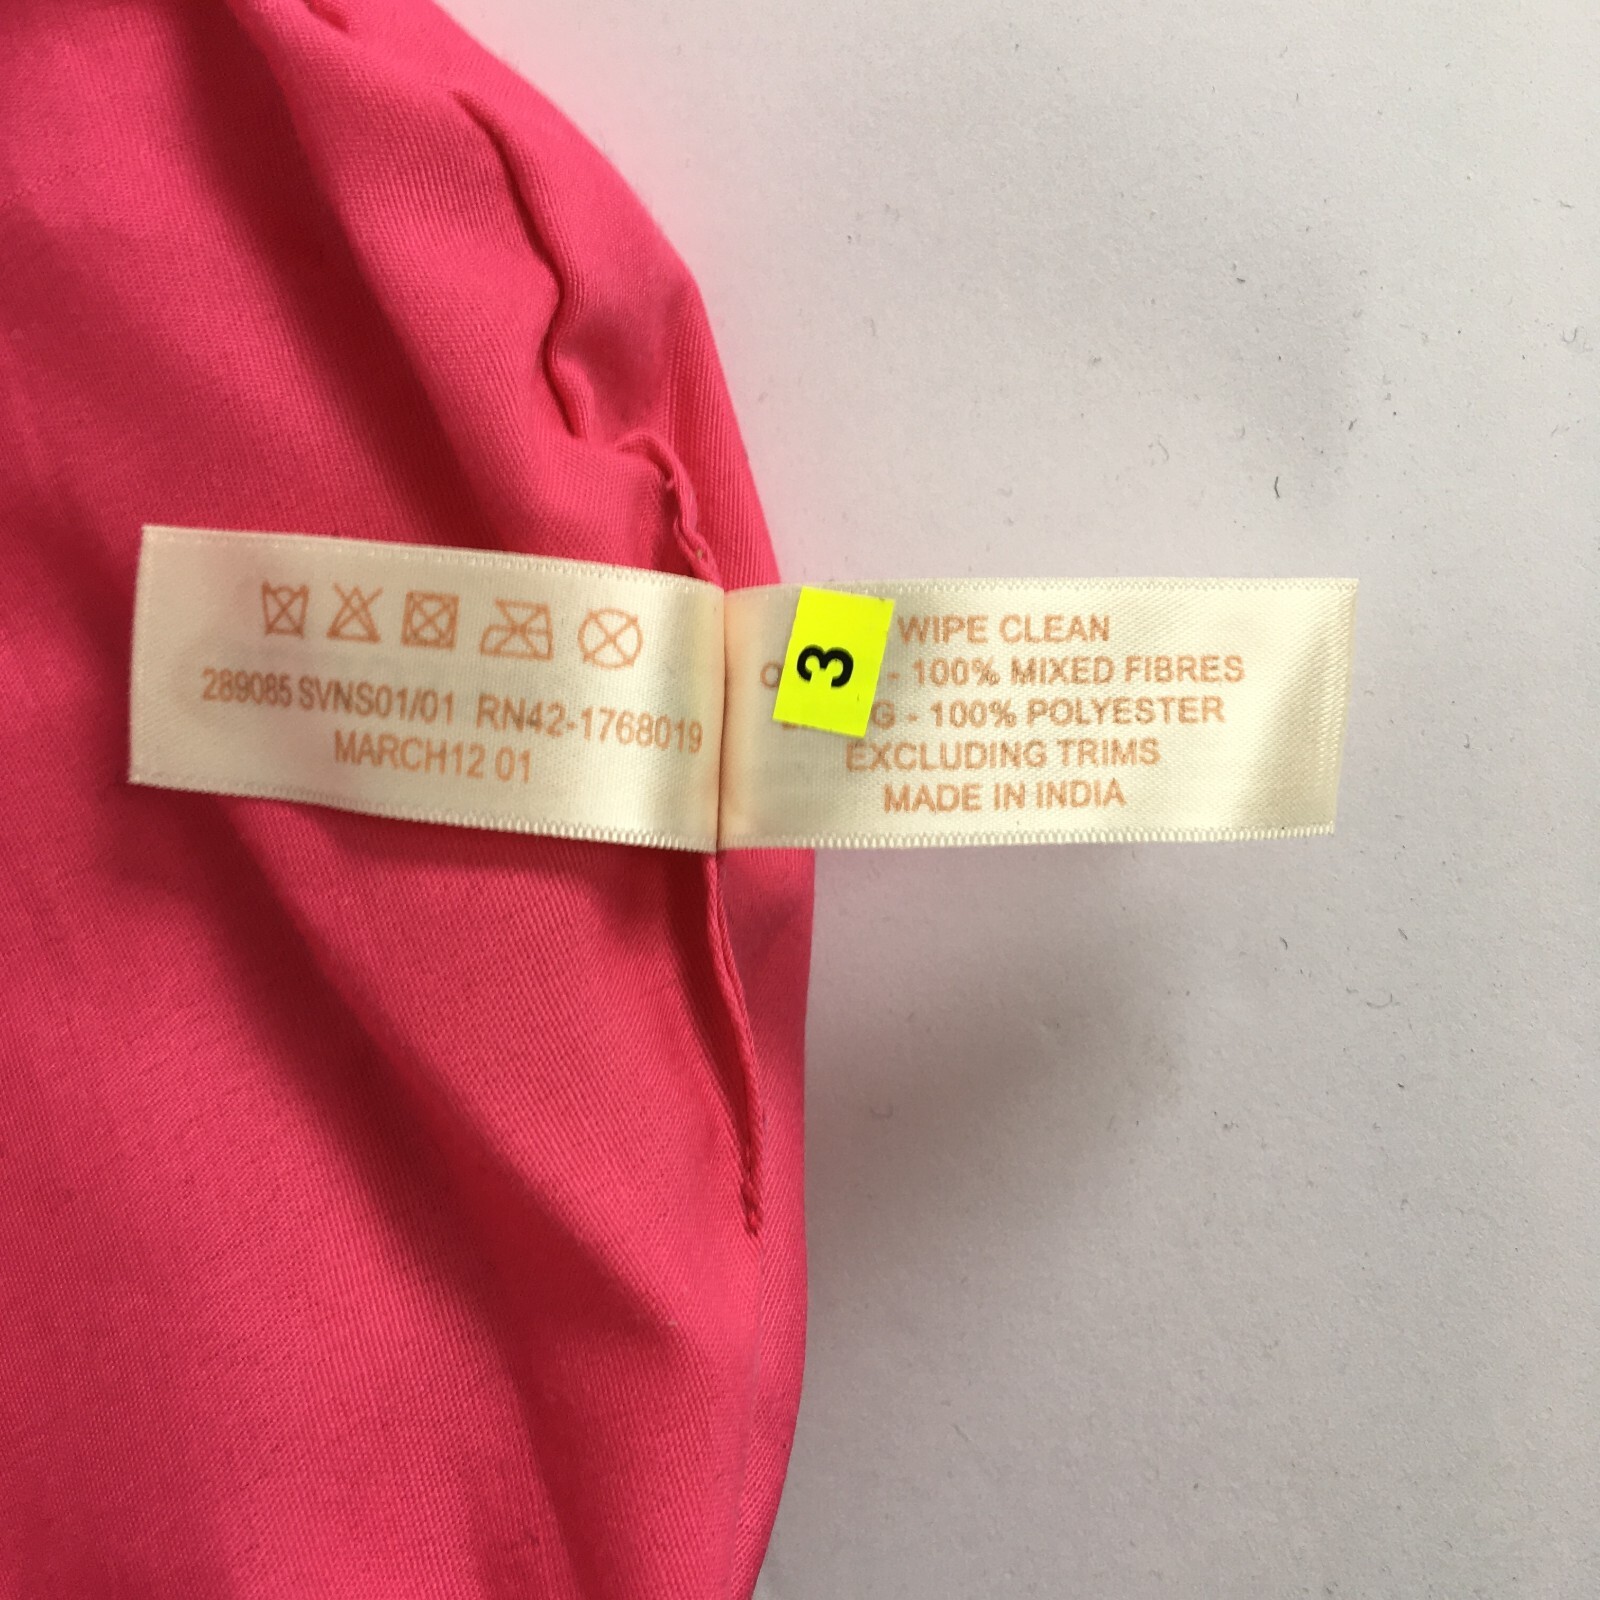 289085 SVNS01/01 RN42-1768019
MARCH12 01
3
WIPE CLEAN
- 100% MIXED FIBRES
G - 100% POLYESTER
EXCLUDING TRIMS
MADE IN INDIA